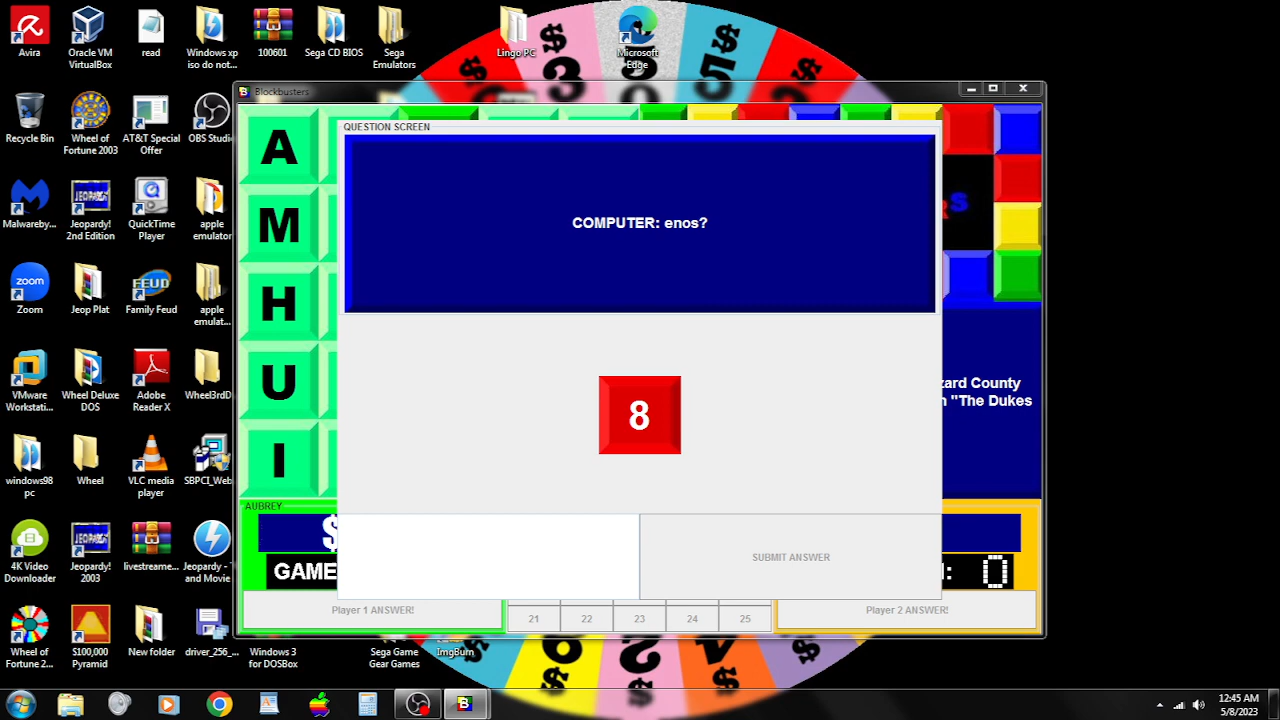 Avira
Oracle VM
VirtualBox
read
Windows xp
iso do not...
100601
Sega CD BIOS
Sega
Emulators
Lingo PC
Microsoft
Edge
Recycle Bin
Wheel of
Fortune 2003
AT&T Special
Offer
OBS Studio
Malwareby...
Jeopardy!
2nd Edition
QuickTime
Player
apple
emulator
Zoom
Jeop Plat
Family Feud
apple
emulat...
VMware
Workstati...
Wheel Deluxe
DOS
Adobe
Reader X
Wheel3rdD
windows98
pc
Wheel
VLC media
player
SBPCI_Web
4K Video
Downloader
Jeopardy!
2003
livestreame...
Jeopardy -
and Movie
Wheel of
Fortune 2...
$100,000
Pyramid
New folder
driver_256_...
Windows 3
for DOSBox
Sega Game
Gear Games
ImgBurn
zoom
JEOPARDY!
FEUD
JEOPARDY!
Blockbusters
QUESTION SCREEN
COMPUTER: enos?
8
SUBMIT ANSWER
A
M
H
U
I
S
zard County
n "The Dukes
AUBREY
$
GAME
: 0
Player 1 ANSWER!
21
22
23
24
25
Player 2 ANSWER!
12:45 AM
5/8/2023